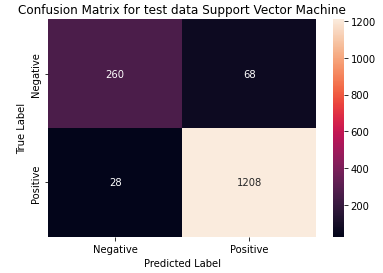 Confusion Matrix for test data Support Vector Machine
True Label
Negative
Positive
260
68
28
1208
Negative
Positive
Predicted Label
1200
1000
800
600
400
200